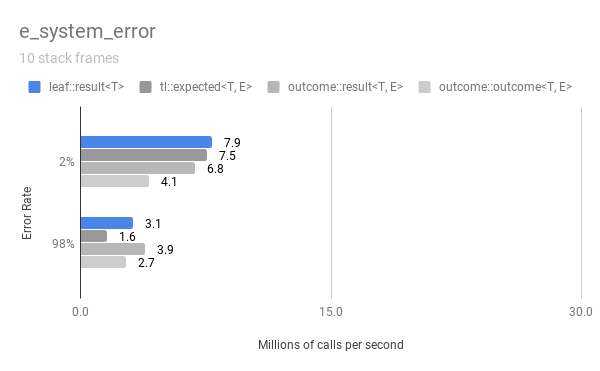 e_system_error
10 stack frames
leaf::result<T> tl::expected<T, E> outcome::result<T, E> outcome::outcome<T, E>
Error Rate
2%
7.9
7.5
6.8
4.1
98%
3.1
1.6
3.9
2.7
0.0 15.0 30.0
Millions of calls per second